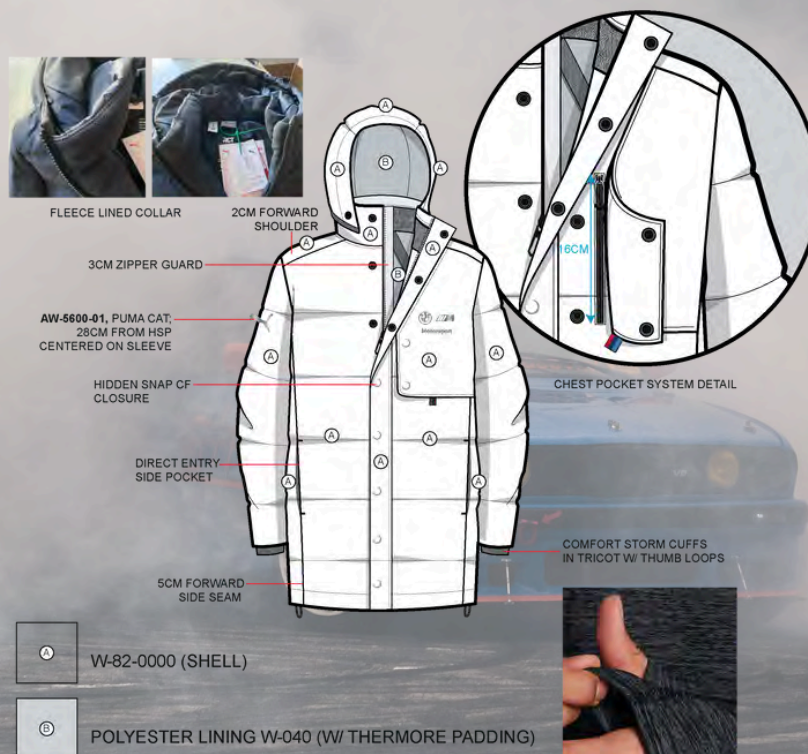 FLEECE LINED COLLAR
2CM FORWARD
SHOULDER
3CM ZIPPER GUARD
AW-5600-01, PUMA CAT;
28CM FROM HSP
CENTERED ON SLEEVE
HIDDEN SNAP CF
CLOSURE
DIRECT ENTRY
SIDE POCKET
5CM FORWARD
SIDE SEAM
A
A
A
B
A
A
A
B
Motorsport
A
A
A
A
A
A
A
A
16CM
CHEST POCKET SYSTEM DETAIL
COMFORT STORM CUFFS
IN TRICOT W/ THUMB LOOPS
A
W-82-0000 (SHELL)
B
POLYESTER LINING W-040 (W/ THERMORE PADDING)